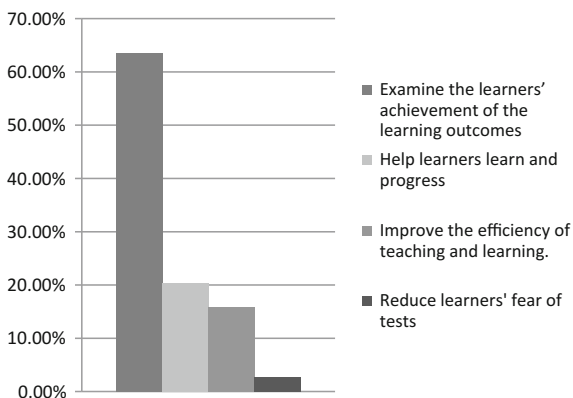 70.00%
60.00%
50.00%
40.00%
30.00%
20.00%
10.00%
0.00%
Examine the learners’
achievement of the
learning outcomes
Help learners learn and
progress
Improve the efficiency of
teaching and learning.
Reduce learners' fear of
tests